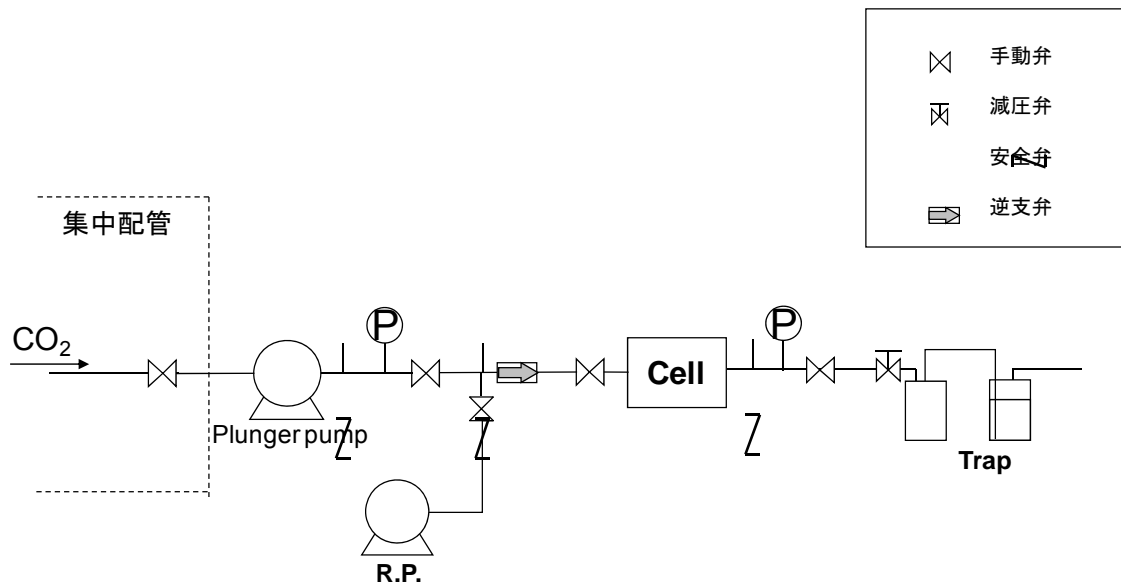 手動弁
減圧弁
安全弁
逆支弁
集中配管
CO₂
P
P
Cell
Plunger pump
Trap
R.P.